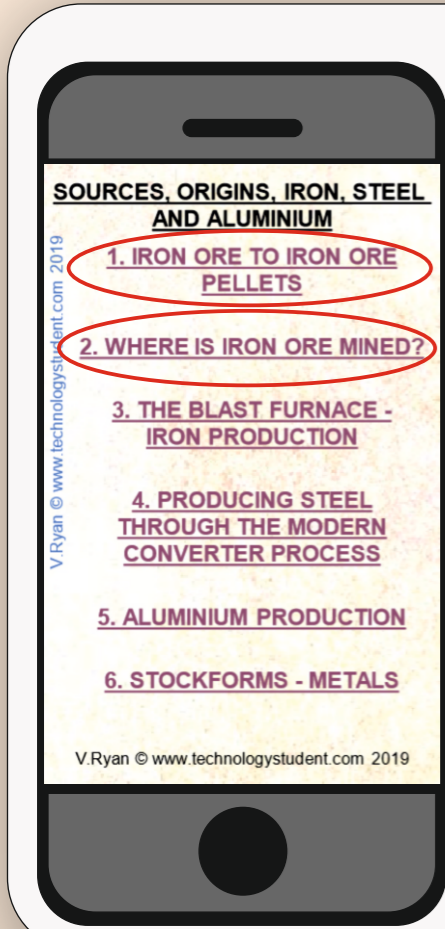 SOURCES, ORIGINS, IRON, STEEL
AND ALUMINIUM
1. IRON ORE TO IRON ORE
PELLETS
2. WHERE IS IRON ORE MINED?
3. THE BLAST FURNACE -
IRON PRODUCTION
4. PRODUCING STEEL
THROUGH THE MODERN
CONVERTER PROCESS
5. ALUMINIUM PRODUCTION
6. STOCKFORMS - METALS
V.Ryan © www.technologystudent.com 2019
V.Ryan © www.technologystudent.com 2019